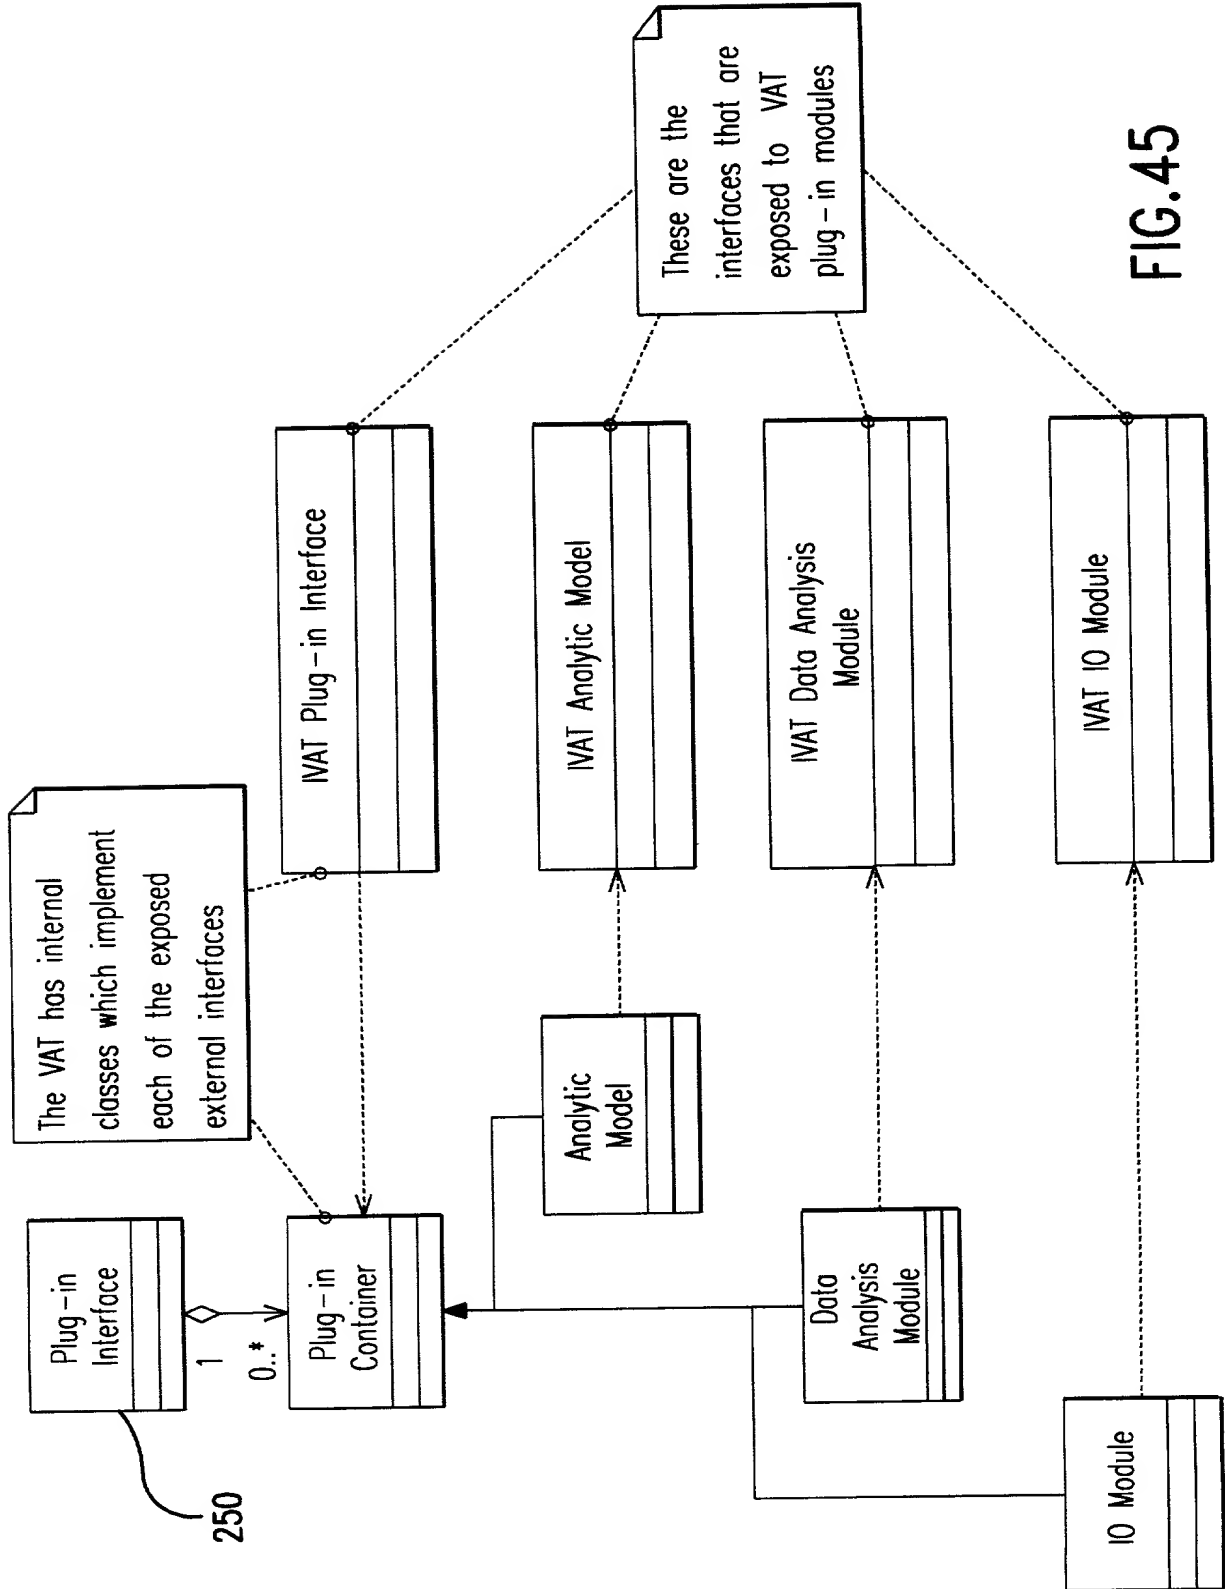 The VAT has internal
classes which implement
each of the exposed
external interfaces
Plug-in
Interface
250
1
0..*
Plug-in
Container
IVAT Plug-in Interface
Analytic
Model
IVAT Analytic Model
These are the
interfaces that are
exposed to VAT
plug-in modules
Data
Analysis
Module
IVAT Data Analysis
Module
IO Module
IVAT IO Module
FIG.45